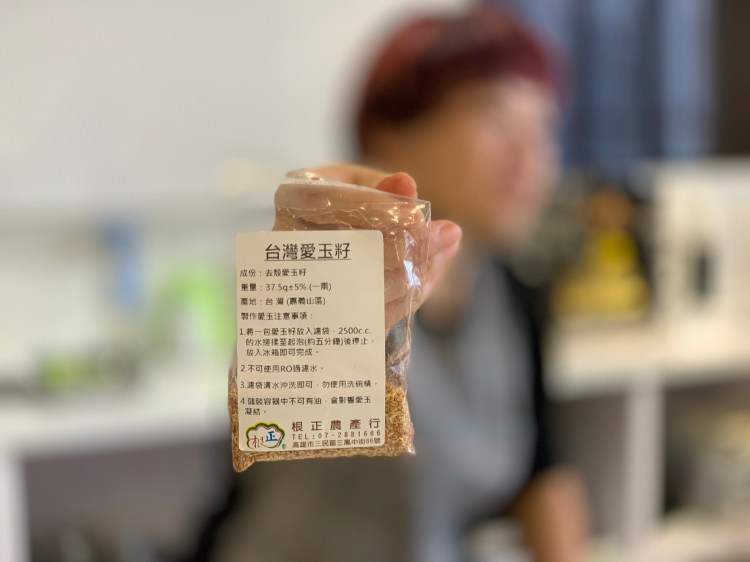 台灣愛玉籽
成份：去殼愛玉籽
重量：37.5g±5% (一兩)
產地：台灣(嘉義山區)
製作愛玉注意事項：
1.將一包愛玉籽放入濾袋，2500c.c.
的水搓揉至起泡(約五分鐘)後停止，
放入冰箱即可完成。
2.不可使用RO過濾水。
3.濾袋清水沖洗即可，勿使用洗碗精。
4.儲裝容器中不可有油，會影響愛玉
凝結。
根正
根正農產行
TEL:07-2881666
高雄市三民區三鳳中街86號